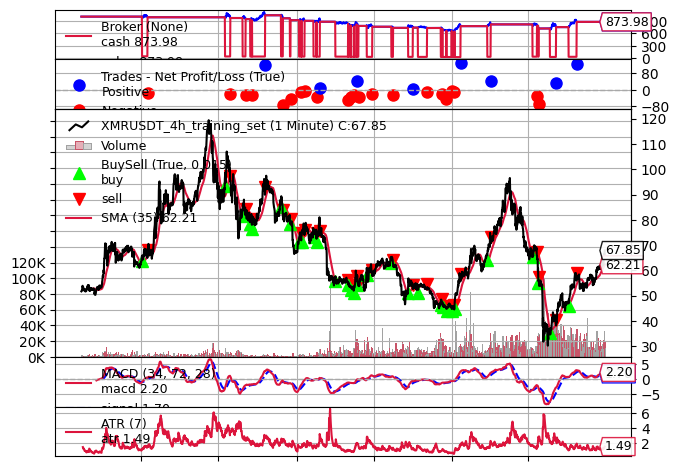 Broker (None)
cash 873.98
873.98
600
300
0
Trades - Net Profit/Loss (True)
Positive
80
0
−80
XMRUSDT_4h_training_set (1 Minute) C:67.85
Volume
BuySell (True, 0.015)
buy
sell
SMA (35) 62.21
120
110
100
90
80
70
67.85
62.21
60
50
40
30
120K
100K
80K
60K
40K
20K
0K
MACD (34, 72, 28)
macd 2.20
5
2.20
0
−5
ATR (7)
atr 1.49
6
4
2
1.49